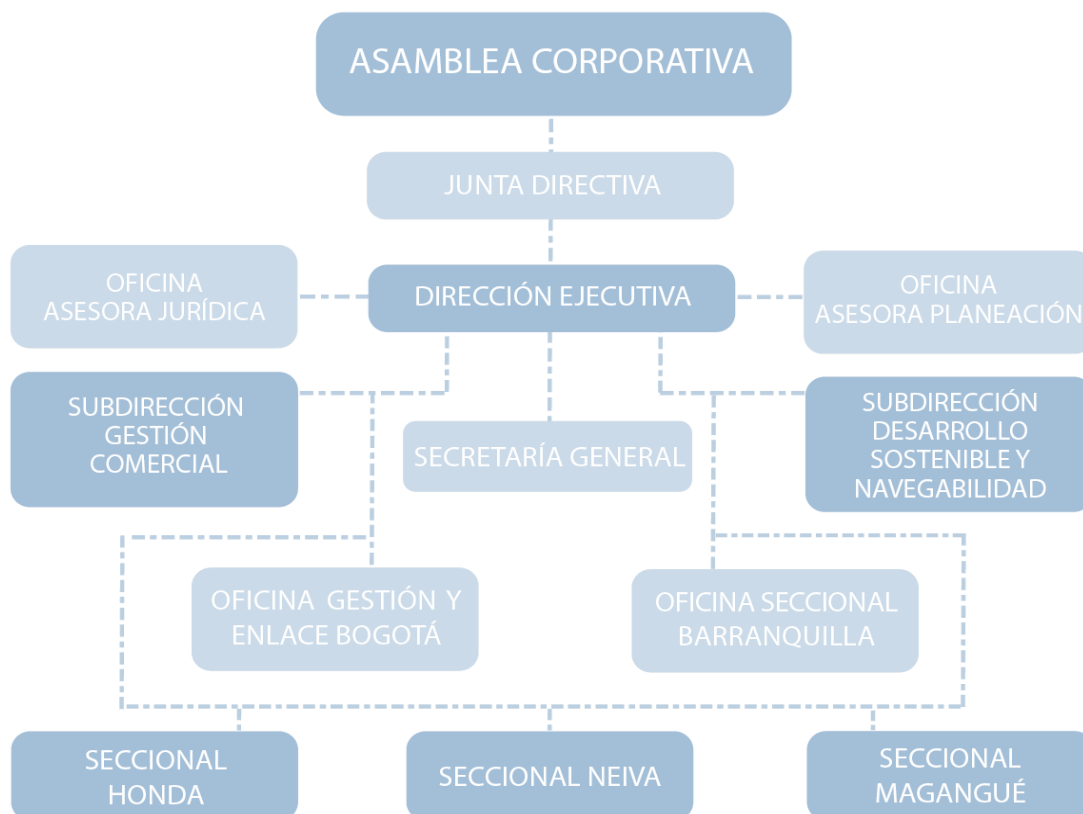 ASAMBLEA CORPORATIVA
JUNTA DIRECTIVA
OFICINA
ASESORA JURÍDICA
DIRECCIÓN EJECUTIVA
OFICINA
ASESORA PLANEACIÓN
SUBDIRECCIÓN
GESTIÓN
COMERCIAL
SECRETARÍA GENERAL
SUBDIRECCIÓN
DESARROLLO
SOSTENIBLE Y
NAVEGABILIDAD
OFICINA GESTIÓN Y
ENLACE BOGOTÁ
OFICINA SECCIONAL
BARRANQUILLA
SECCIONAL
HONDA
SECCIONAL NEIVA
SECCIONAL
MAGANGUÉ